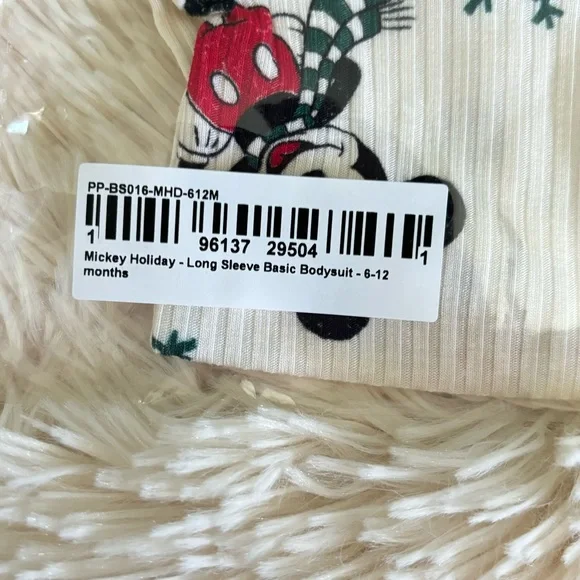 PP-BS016-MHD-612M
1 96137 29504 1
Mickey Holiday - Long Sleeve Basic Bodysuit - 6-12
months